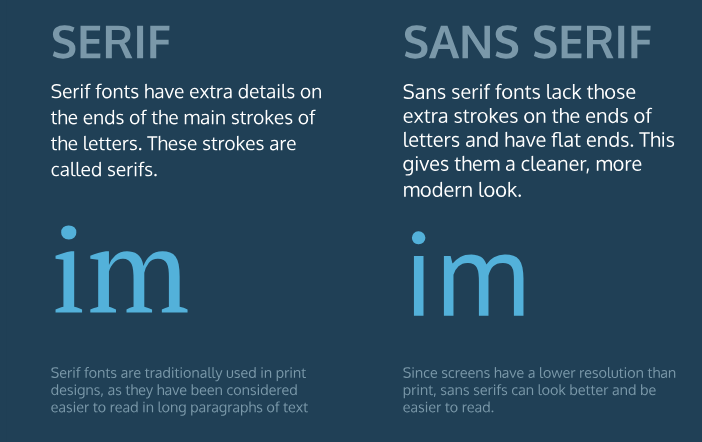 SERIF
Serif fonts have extra details on
the ends of the main strokes of
the letters. These strokes are
called serifs.
im
Serif fonts are traditionally used in print
designs, as they have been considered
easier to read in long paragraphs of text
SANS SERIF
Sans serif fonts lack those
extra strokes on the ends of
letters and have flat ends. This
gives them a cleaner, more
modern look.
im
Since screens have a lower resolution than
print, sans serifs can look better and be
easier to read.